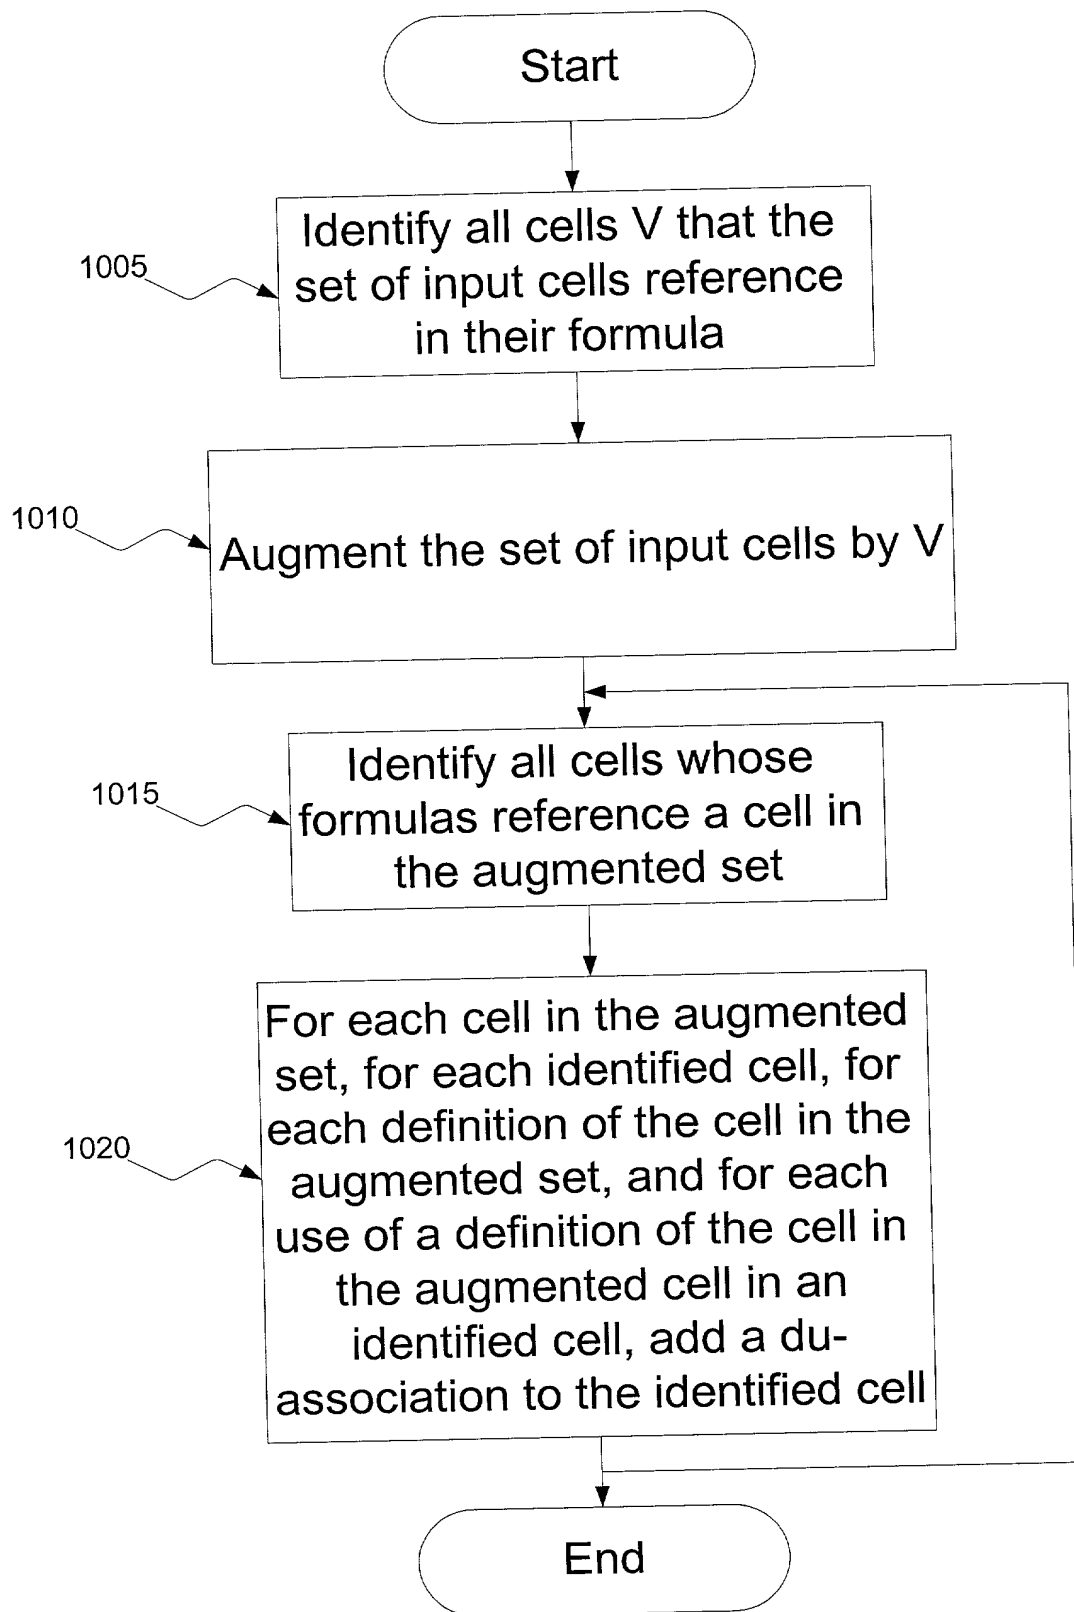 Start
Identify all cells V that the
set of input cells reference
in their formula
1005
Augment the set of input cells by V
1010
Identify all cells whose
formulas reference a cell in
the augmented set
1015
For each cell in the augmented
set, for each identified cell, for
each definition of the cell in the
augmented set, and for each
use of a definition of the cell in
the augmented cell in an
identified cell, add a du-
association to the identified cell
1020
End